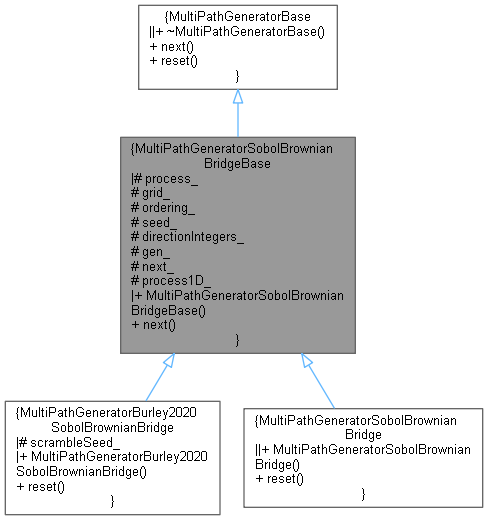 {MultiPathGeneratorBase
||+ ~MultiPathGeneratorBase()
+ next()
+ reset()
}
{MultiPathGeneratorSobolBrownian
BridgeBase
|# process_
# grid_
# ordering_
# seed_
# directionIntegers_
# gen_
# next_
# process1D_
|+ MultiPathGeneratorSobolBrownian
BridgeBase()
+ next()
}
{MultiPathGeneratorBurley2020
SobolBrownianBridge
|# scrambleSeed_
|+ MultiPathGeneratorBurley2020
SobolBrownianBridge()
+ reset()
}
{MultiPathGeneratorSobolBrownian
Bridge
||+ MultiPathGeneratorSobolBrownian
Bridge()
+ reset()
}